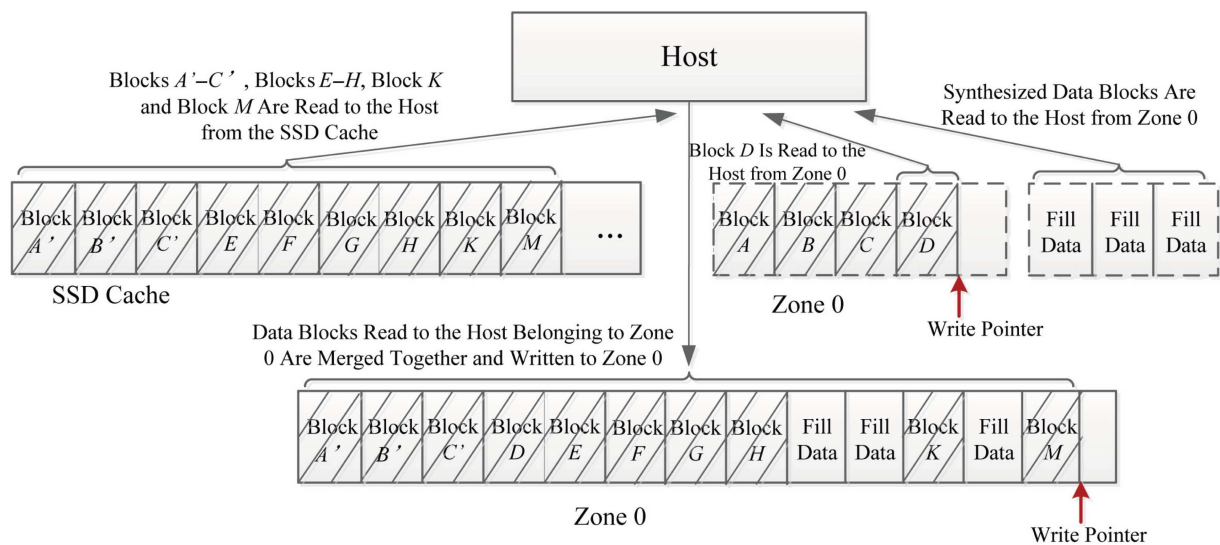 Host
Blocks A’–C’ , Blocks E–H, Block K
and Block M Are Read to the Host
from the SSD Cache
Synthesized Data Blocks Are
Read to the Host from Zone 0
Block D Is Read to the
Host from Zone 0
Block A’ Block B’ Block C’ Block E Block F Block G Block H Block K Block M ...
SSD Cache
Block A Block B Block C Block D
Zone 0
Write Pointer
Fill Data Fill Data Fill Data
Data Blocks Read to the Host Belonging to Zone
0 Are Merged Together and Written to Zone 0
Block A’ Block B’ Block C’ Block D Block E Block F Block G Block H Fill Data Fill Data Block K Fill Data Block M
Zone 0
Write Pointer